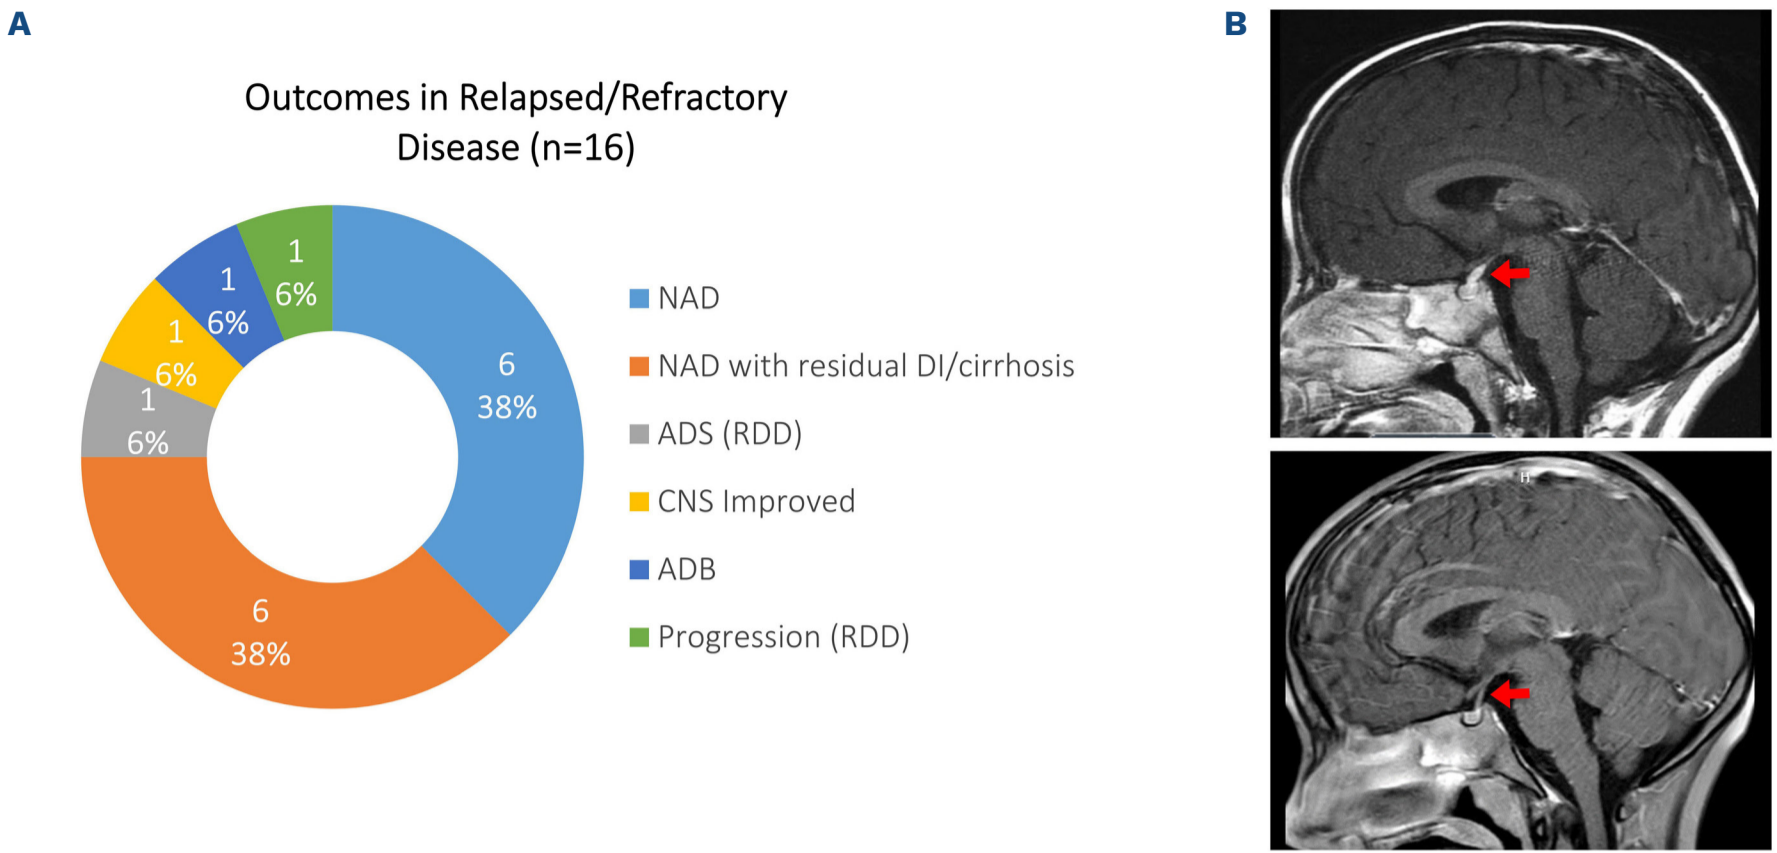 A
B
Outcomes in Relapsed/Refractory
Disease (n=16)
1
6%
1
6%
1
6%
1
6%
6
38%
6
38%
NAD
NAD with residual DI/cirrhosis
ADS (RDD)
CNS Improved
ADB
Progression (RDD)
H